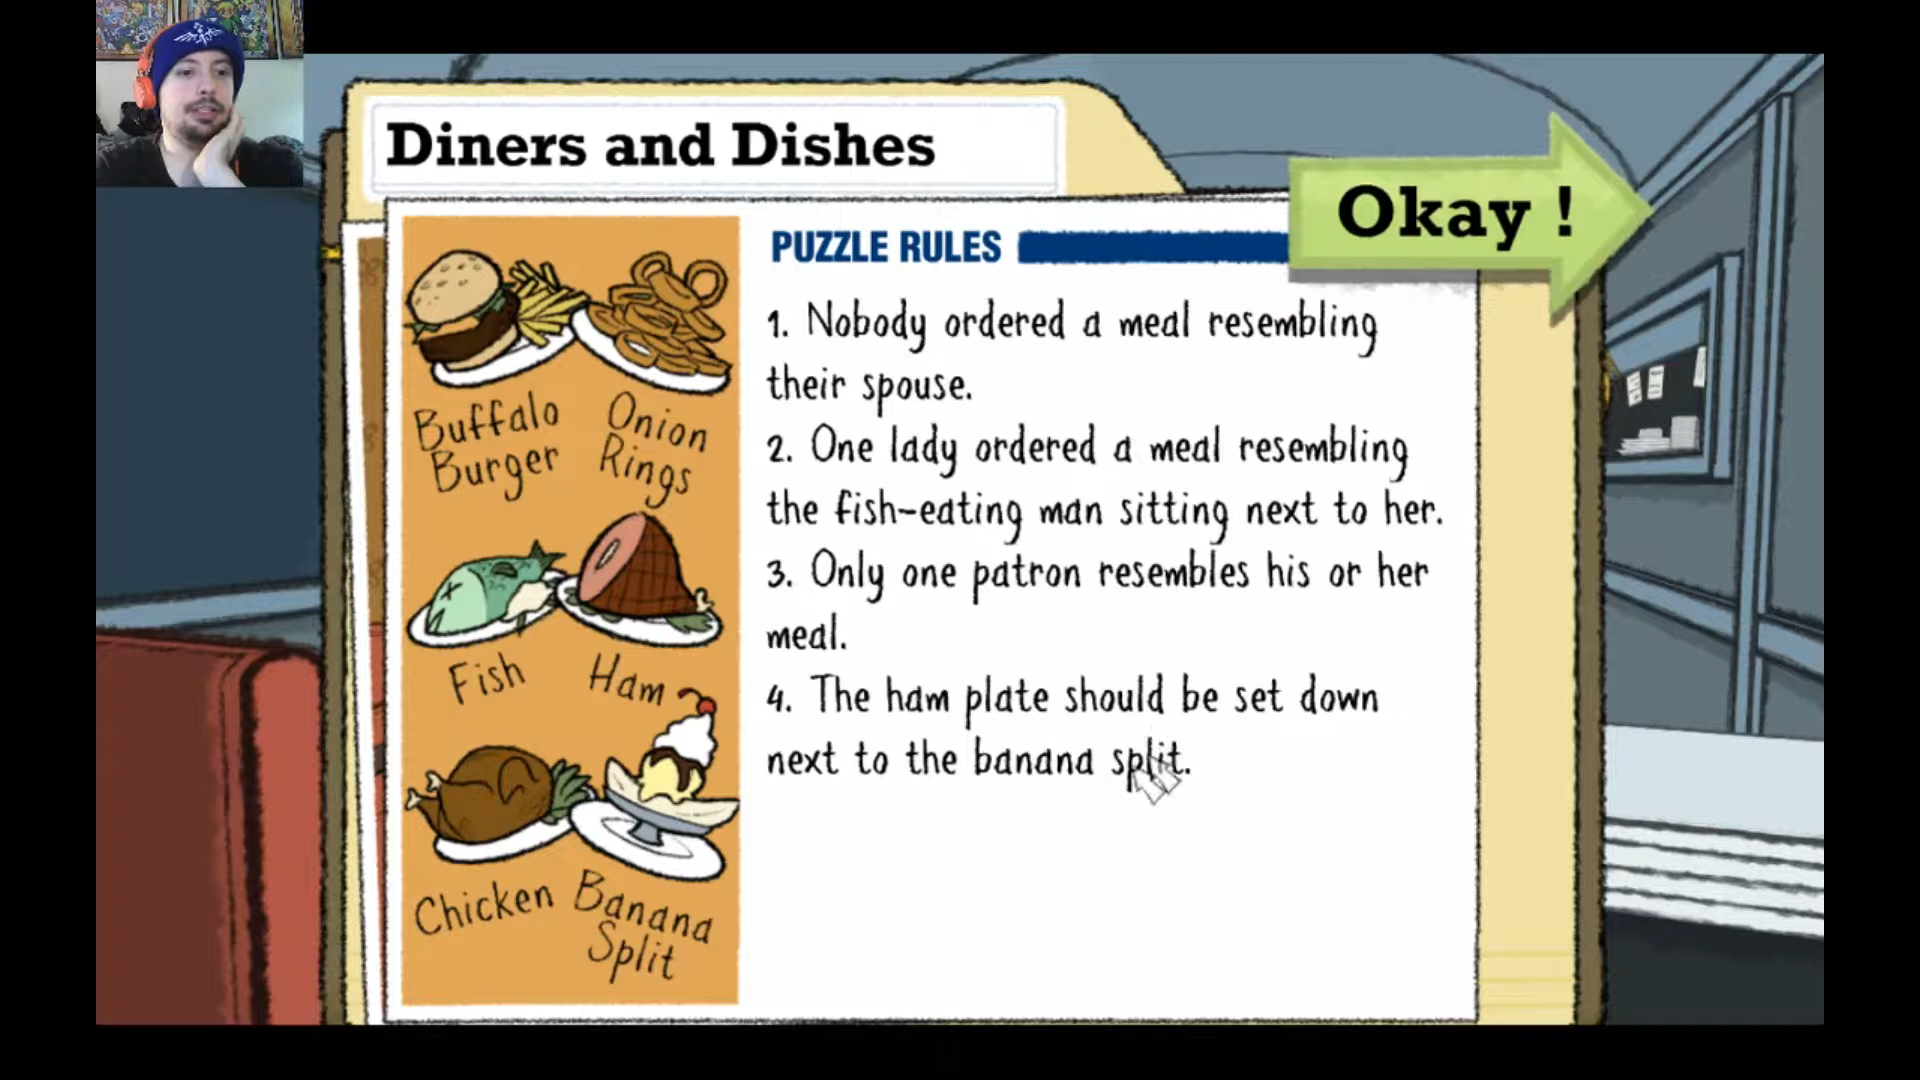 Diners and Dishes
Okay !
PUZZLE RULES
1. Nobody ordered a meal resembling
their spouse.
2. One lady ordered a meal resembling
the fish-eating man sitting next to her.
3. Only one patron resembles his or her
meal.
4. The ham plate should be set down
next to the banana split.
Buffalo
Burger
Onion
Rings
Fish
Ham
Chicken
Banana
Split